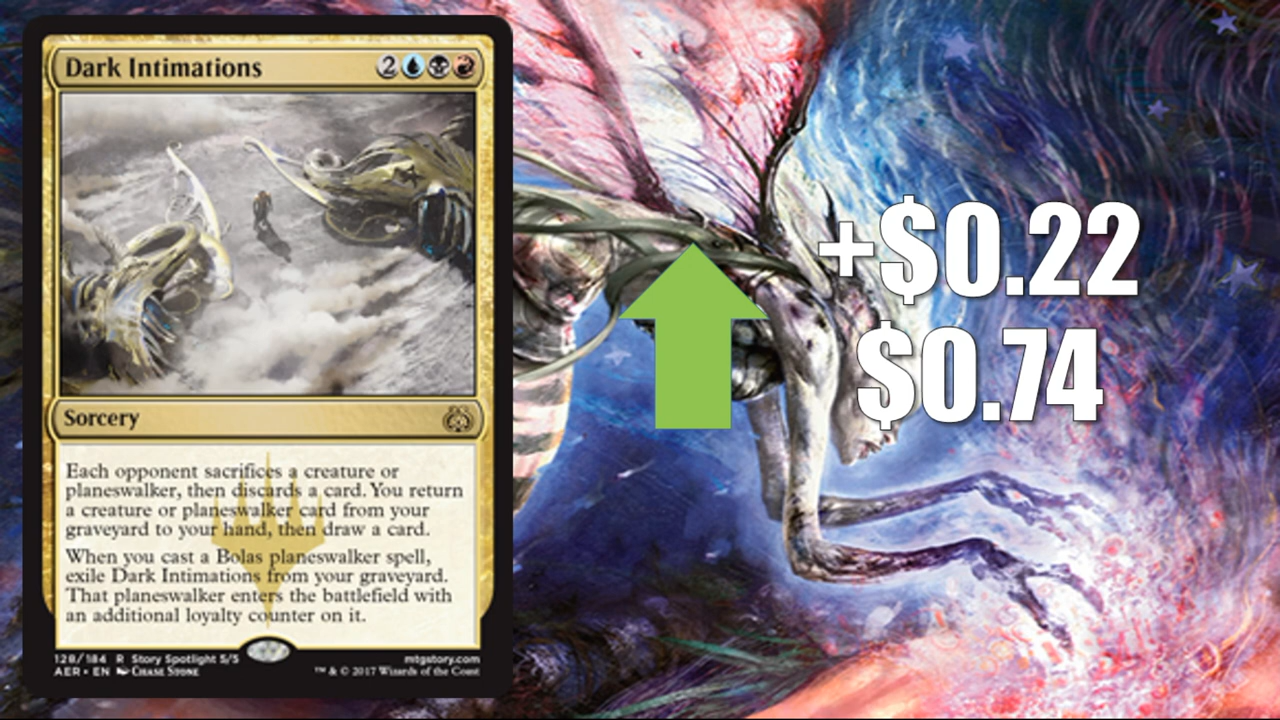 Dark Intimations 2
Sorcery
Each opponent sacrifices a creature or
planeswalker, then discards a card. You return
a creature or planeswalker card from your
graveyard to your hand, then draw a card.
When you cast a Bolas planeswalker spell,
exile Dark Intimations from your graveyard.
That planeswalker enters the battlefield with
an additional loyalty counter on it.
128/184 R Story Spotlight 5/5
AER • EN CHASE STONE
mtgstory.com
™ & © 2017 Wizards of the Coast
+$0.22
$0.74